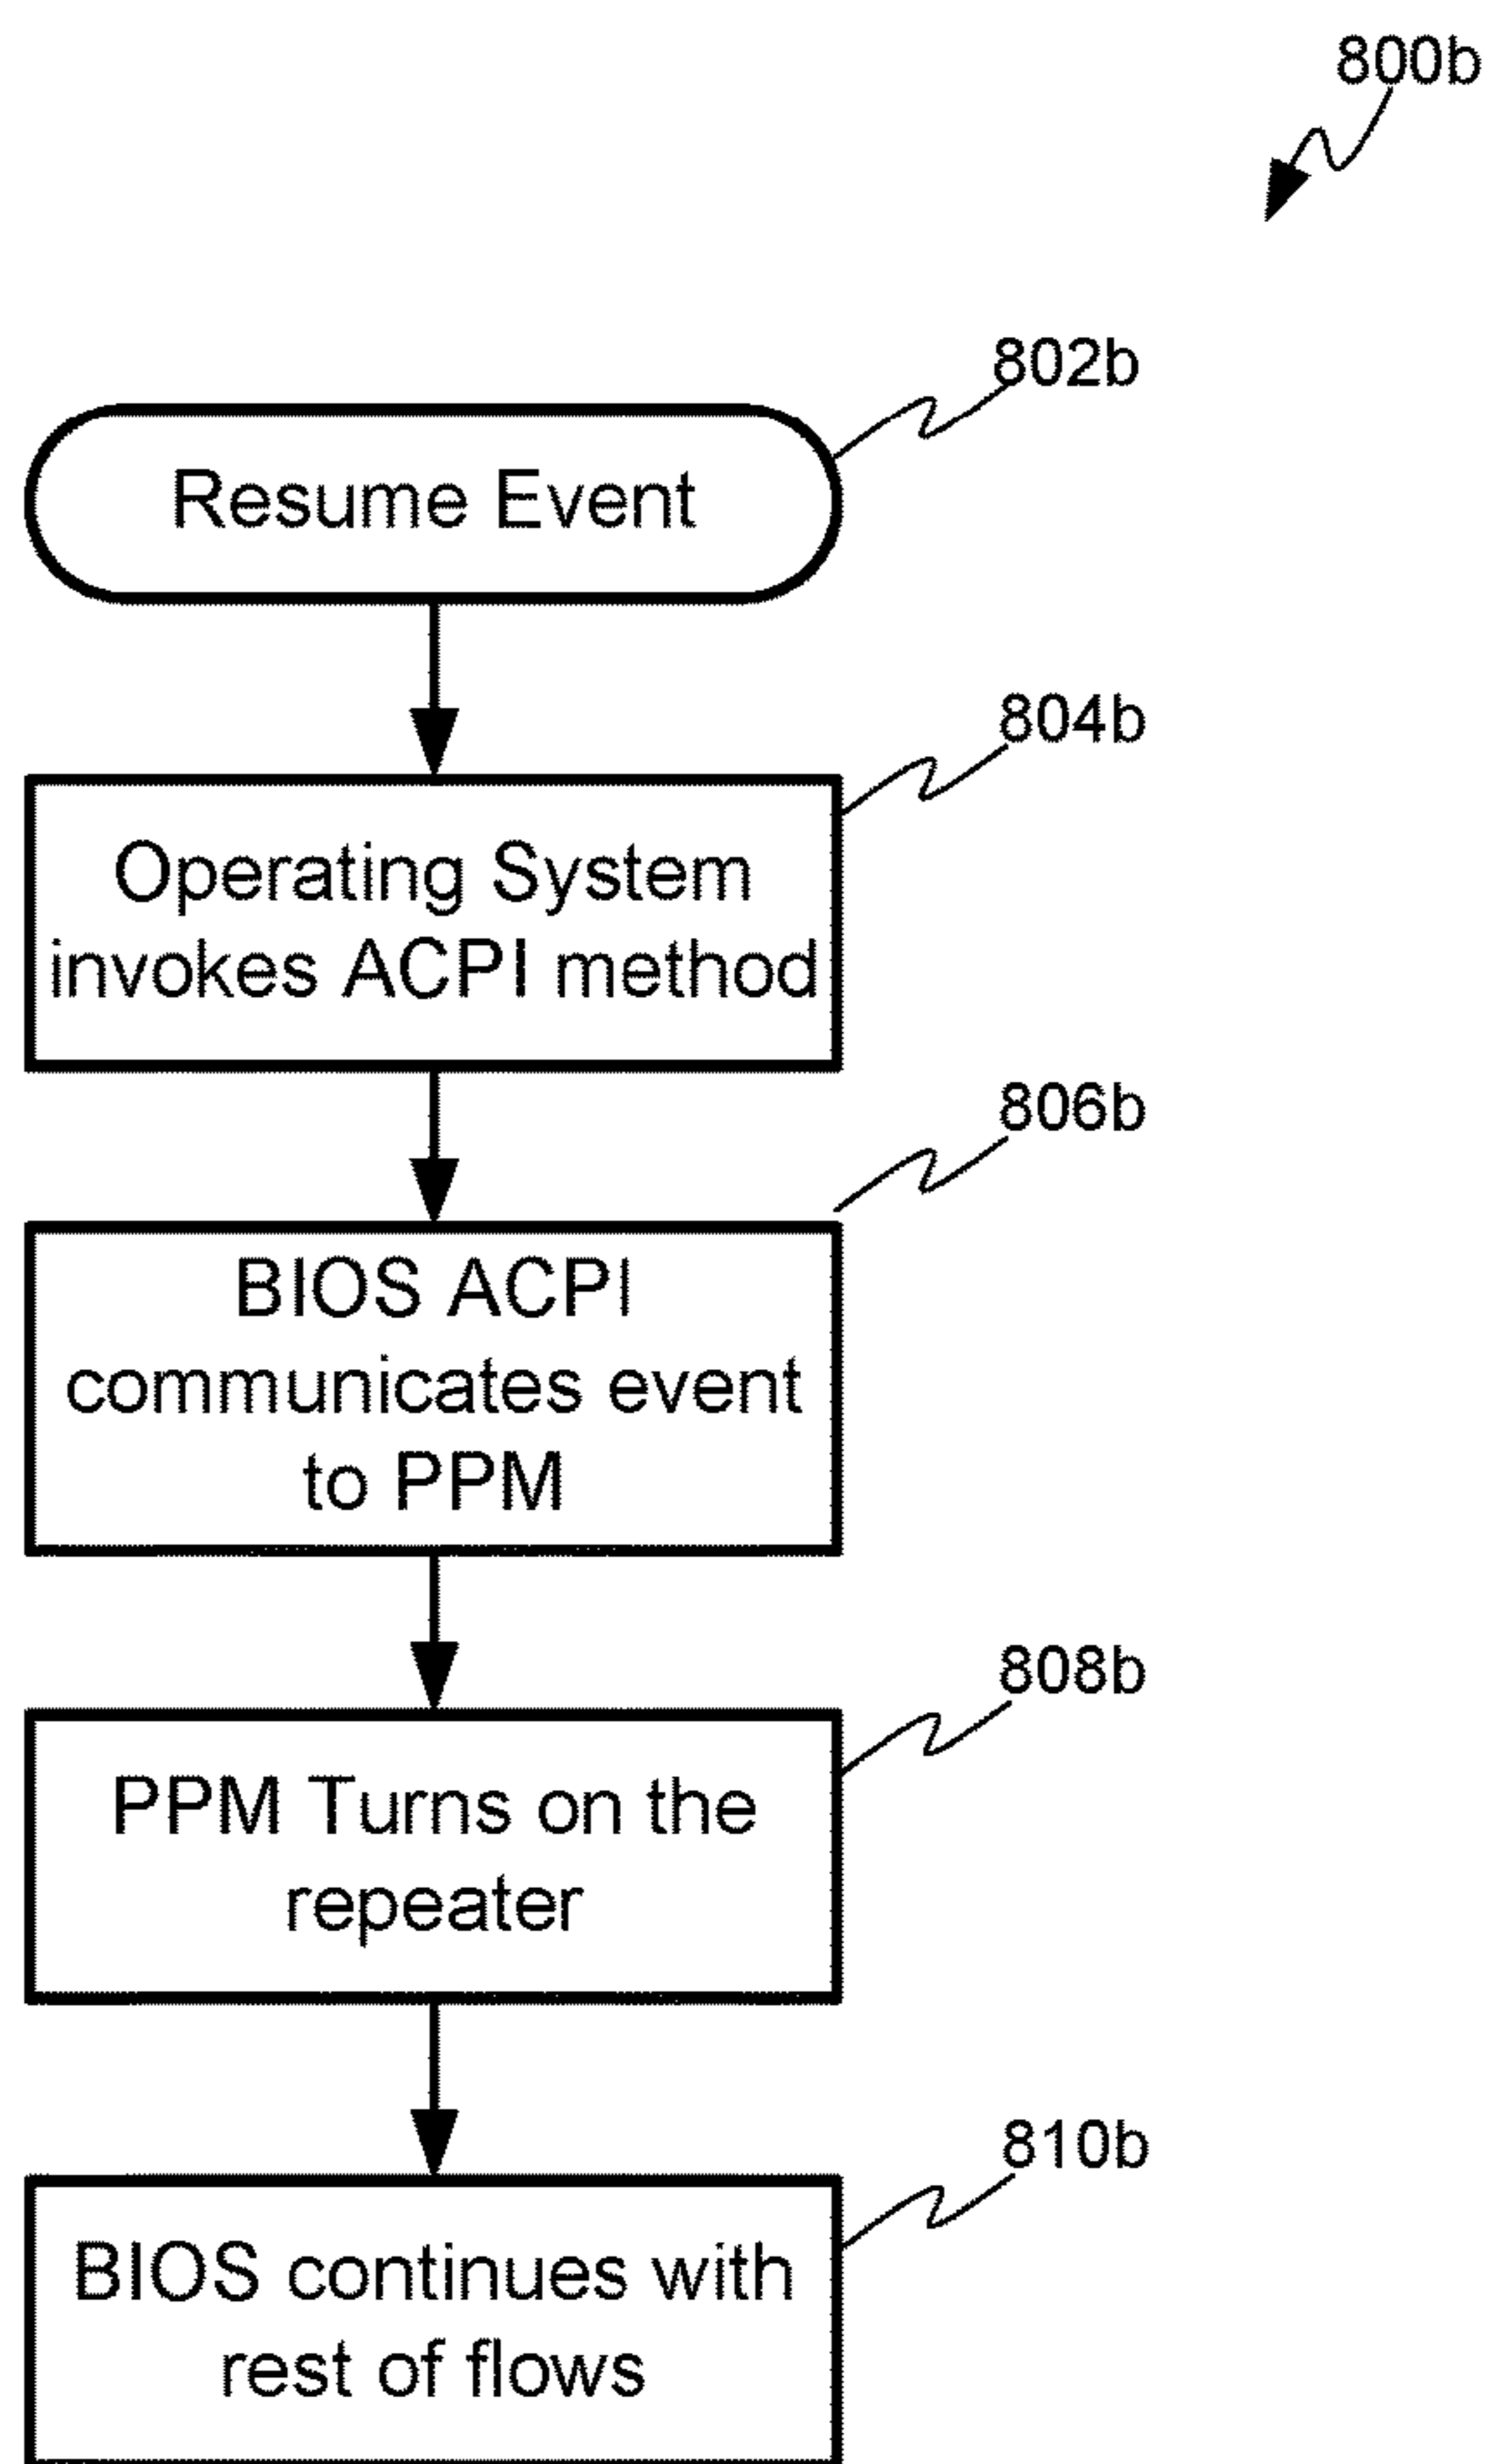 800b
802b
Resume Event
804b
Operating System
invokes ACPI method
806b
BIOS ACPI
communicates event
to PPM
808b
PPM Turns on the
repeater
810b
BIOS continues with
rest of flows